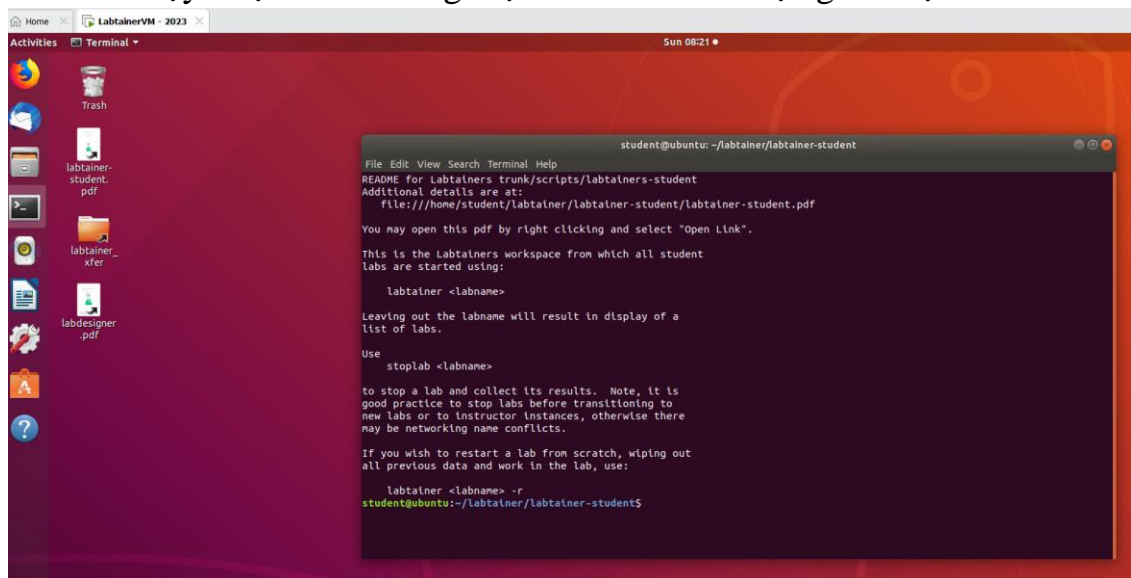 Home
LabtainerVM - 2023
Activities
Terminal
Sun 08:21
Trash
labtainer-
student.
pdf
labtainer_
xfer
labdesigner
.pdf
student@ubuntu: ~/labtainer/labtainer-student
File Edit View Search Terminal Help
README for Labtainers trunk/scripts/labtainers-student
Additional details are at:
file:///home/student/labtainer/labtainer-student/labtainer-student.pdf
You may open this pdf by right clicking and select "Open Link".
This is the Labtainers workspace from which all student
labs are started using:
labtainer <labname>
Leaving out the labname will result in display of a
list of labs.
Use
stoplab <labname>
to stop a lab and collect its results. Note, it is
good practice to stop labs before transitioning to
new labs or to instructor instances, otherwise there
may be networking name conflicts.
If you wish to restart a lab from scratch, wiping out
all previous data and work in the lab, use:
labtainer <labname> -r
student@ubuntu:~/labtainer/labtainer-student$